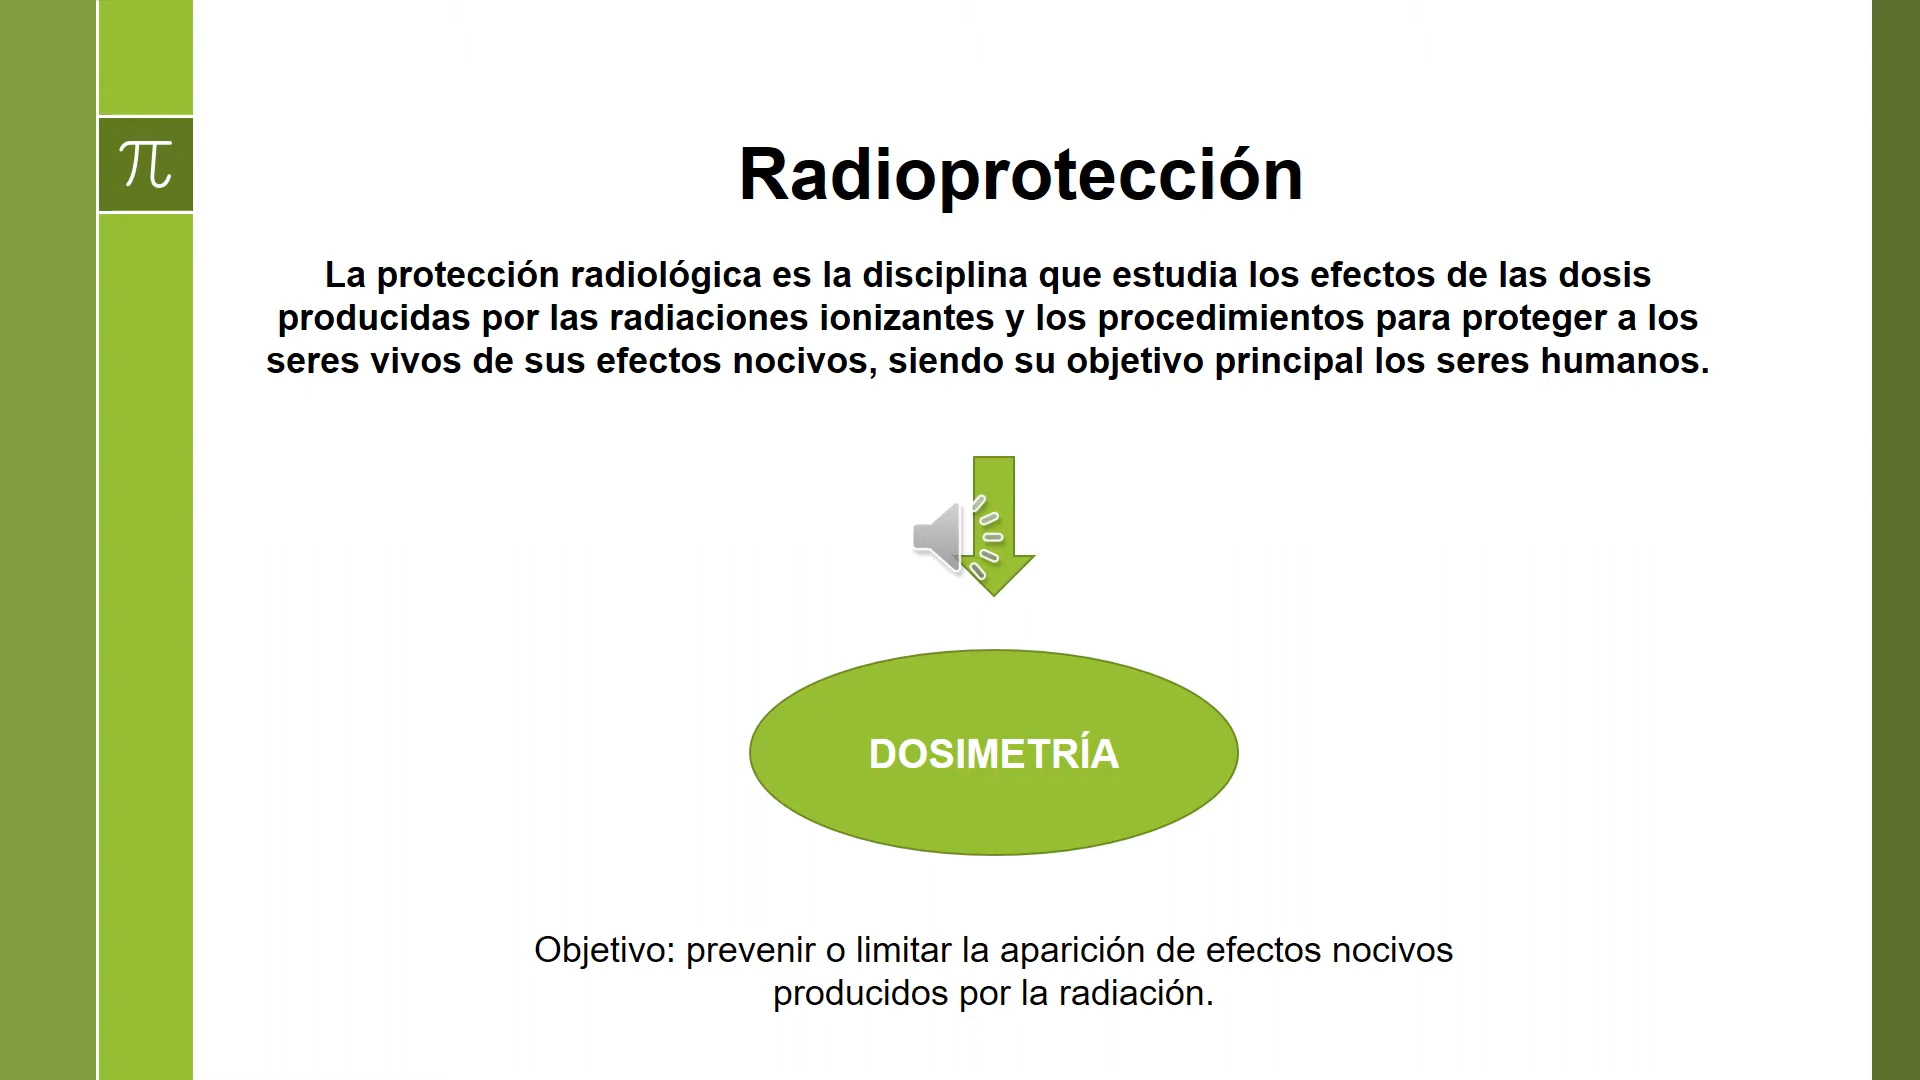 π
Radioprotección
La protección radiológica es la disciplina que estudia los efectos de las dosis
producidas por las radiaciones ionizantes y los procedimientos para proteger a los
seres vivos de sus efectos nocivos, siendo su objetivo principal los seres humanos.
DOSIMETRÍA
Objetivo: prevenir o limitar la aparición de efectos nocivos
producidos por la radiación.